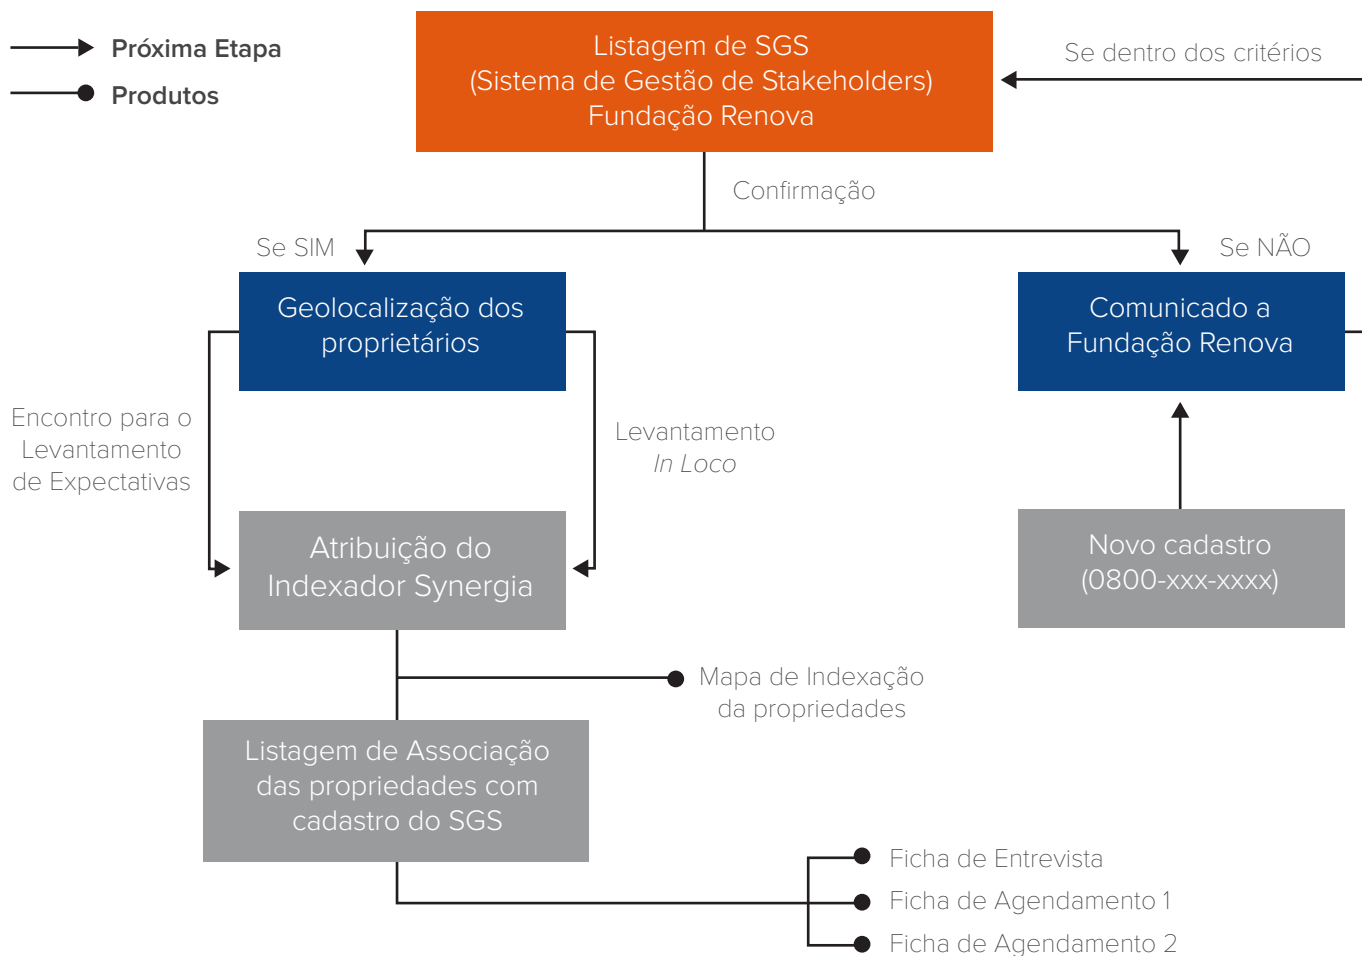 Próxima Etapa
Produtos
Listagem de SGS
(Sistema de Gestão de Stakeholders)
Fundação Renova
Se dentro dos critérios
Confirmação
Se SIM
Se NÃO
Geolocalização dos
proprietários
Comunicado a
Fundação Renova
Encontro para o
Levantamento
de Expectativas
Levantamento
In Loco
Atribuição do
Indexador Synergia
Novo cadastro
(0800-xxx-xxxx)
Mapa de Indexação
da propriedades
Listagem de Associação
das propriedades com
cadastro do SGS
Ficha de Entrevista
Ficha de Agendamento 1
Ficha de Agendamento 2